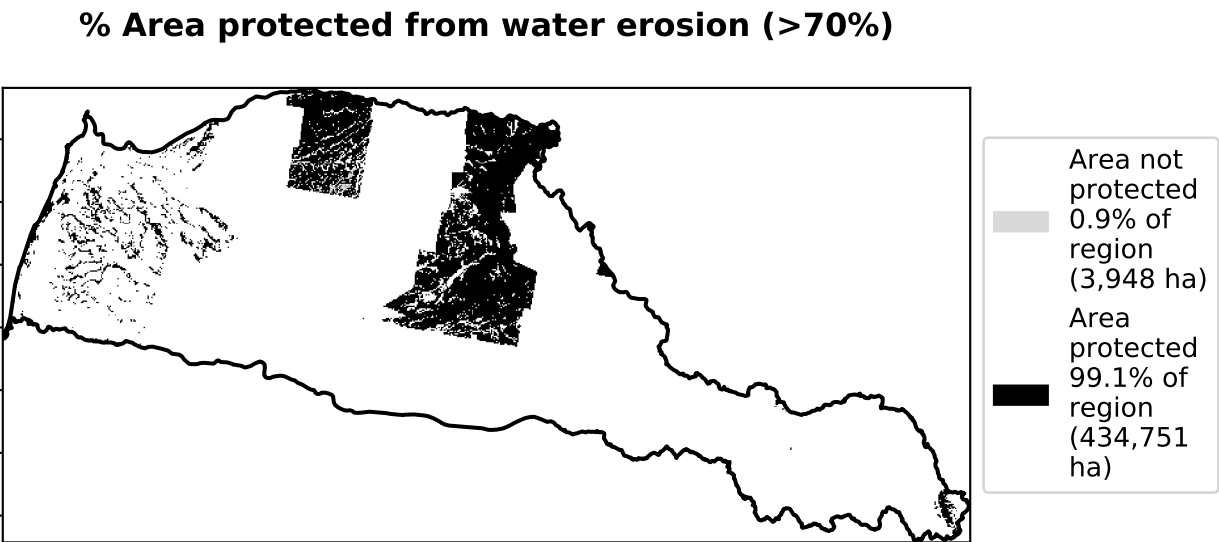 % Area protected from water erosion (>70%)
Area not
protected
0.9% of
region
(3,948 ha)
Area
protected
99.1% of
region
(434,751
ha)